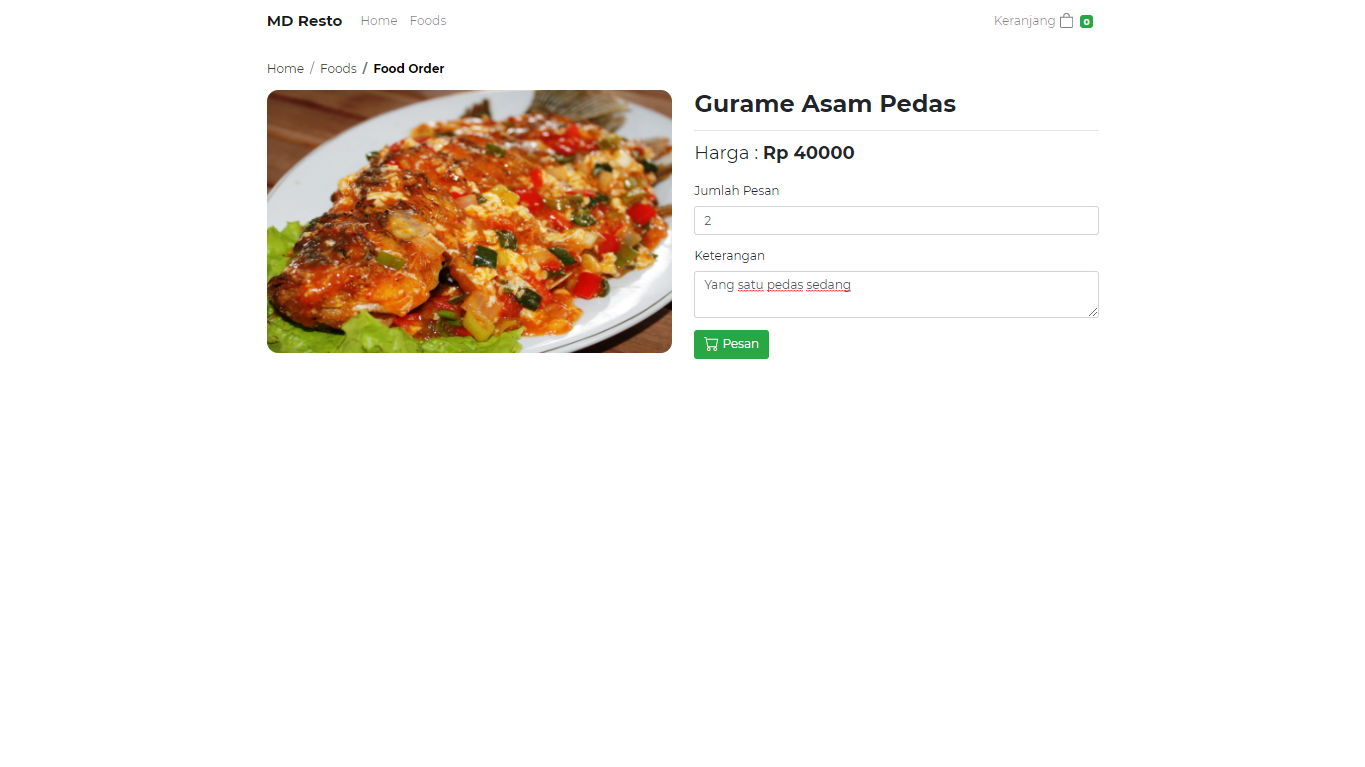 MD Resto Home Foods Keranjang 0
Home / Foods / Food Order
Gurame Asam Pedas
Harga : Rp 40000
Jumlah Pesan
2
Keterangan
Yang satu pedas sedang
Pesan